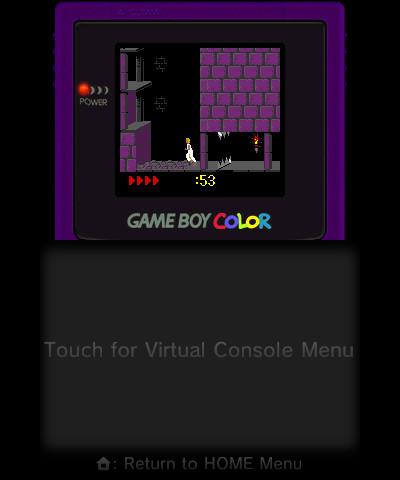 POWER
:53
GAME BOY COLOR
Touch for Virtual Console Menu
: Return to HOME Menu